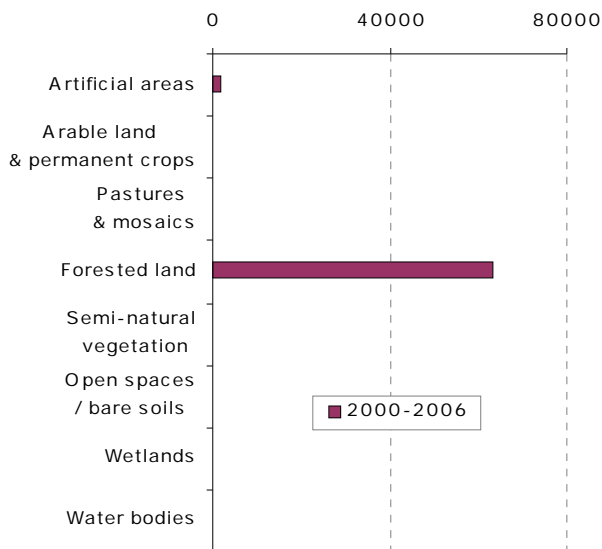 0 40000 80000
Artificial areas
Arable land
& permanent crops
Pastures
& mosaics
Forested land
Semi-natural
vegetation
Open spaces
/ bare soils
2000-2006
Wetlands
Water bodies